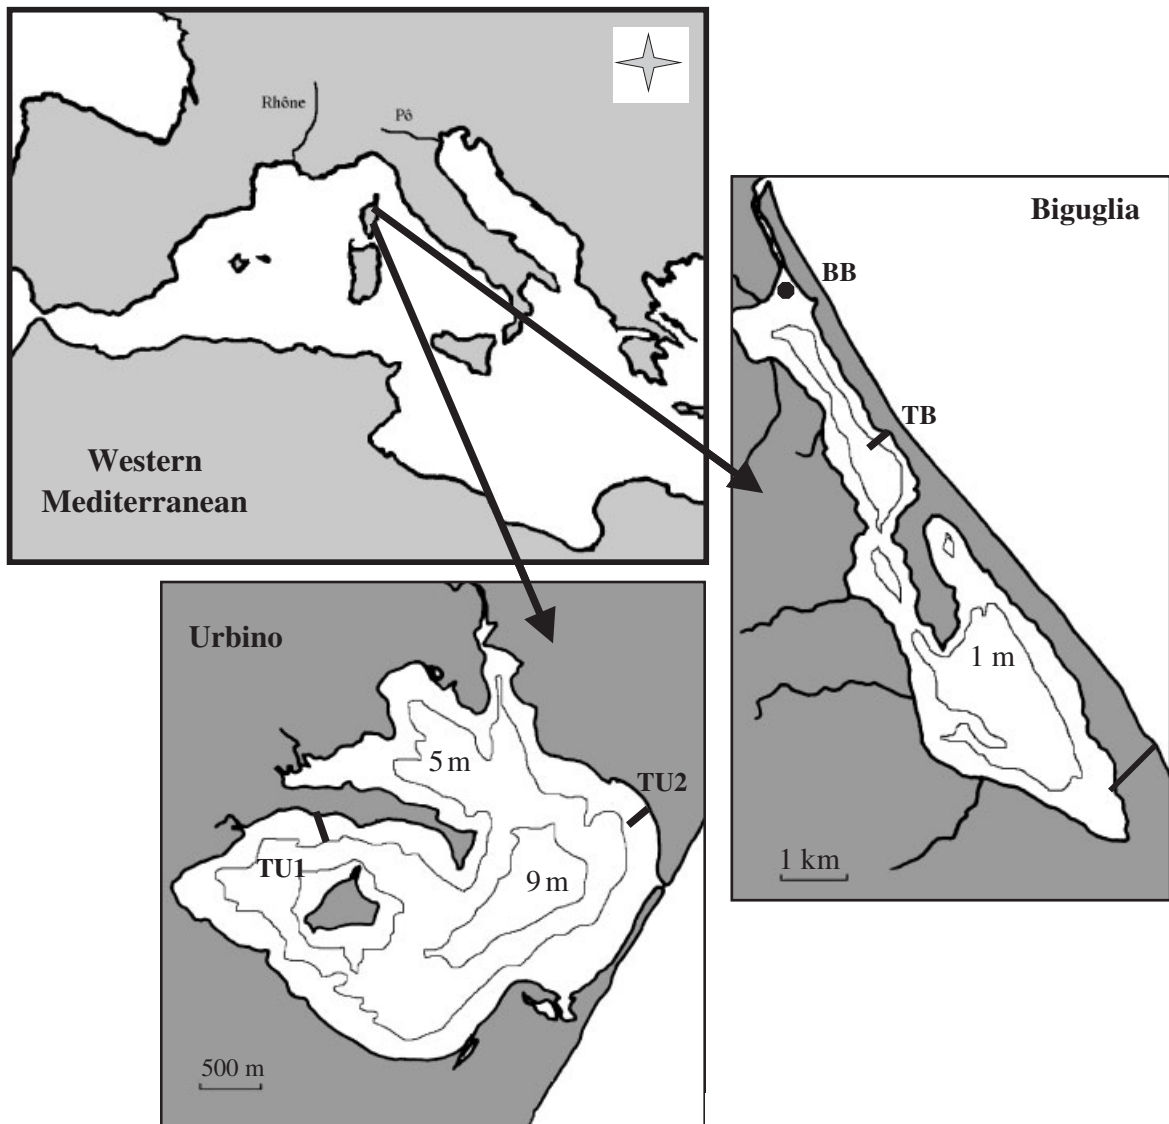 Rhône
Pô
Western
Mediterranean
Biguglia
BB
TB
1 m
1 km
Urbino
5 m
TU2
TU1
9 m
500 m